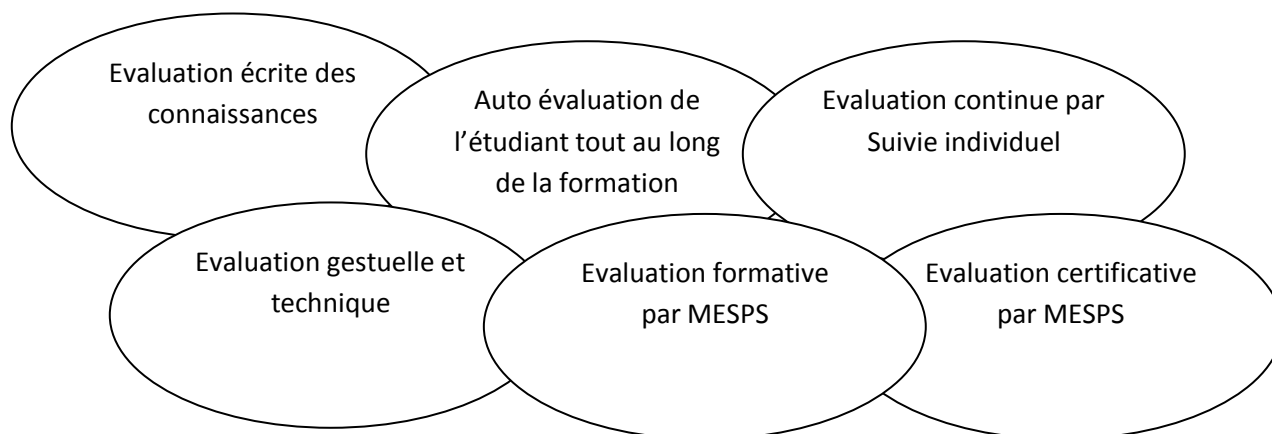 Evaluation écrite des
connaissances
Auto évaluation de
l’étudiant tout au long
de la formation
Evaluation continue par
Suivie individuel
Evaluation gestuelle et
technique
Evaluation formative
par MESPS
Evaluation certificative
par MESPS